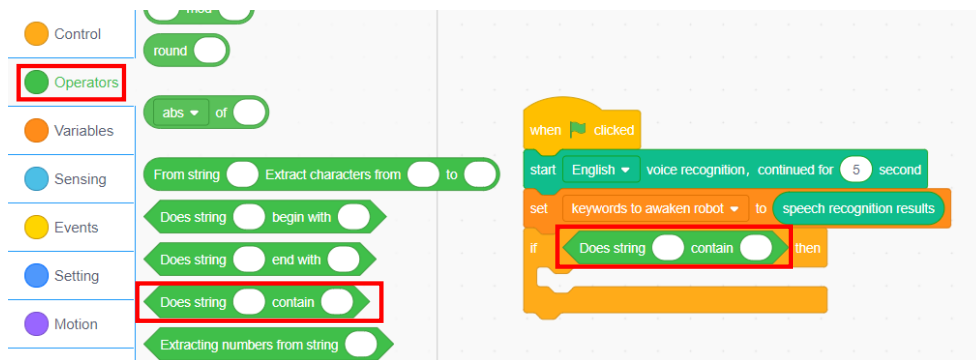 Control
Operators
Variables
Sensing
Events
Setting
Motion
mod
round
abs of
From string Extract characters from to
Does string begin with
Does string end with
Does string contain
Extracting numbers from string
when clicked
start English voice recognition, continued for 5 second
set keywords to awaken robot to speech recognition results
if Does string contain then